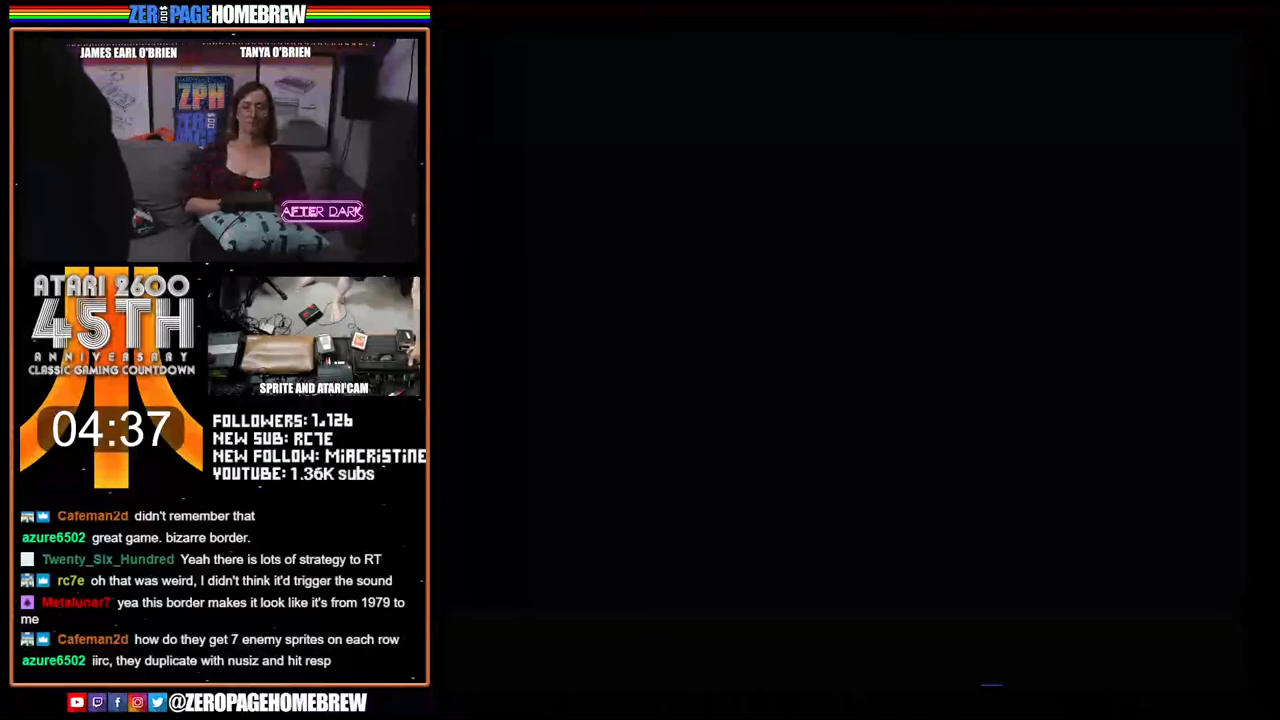 ZEROPAGEHOMEBREW
JAMES EARL O'BRIEN
TANYA O'BRIEN
ZPH
ZERO
PAGE
AFTER DARK
ATARI 2600
45TH
ANNIVERSARY
CLASSIC GAMING COUNTDOWN
04:37
SPRITE AND ATARI CAM
FOLLOWERS: 1,126
NEW SUB: RC7E
NEW FOLLOW: MIACRISTINE
YOUTUBE: 1.36K subs
Cafeman2d didn't remember that
azure6502 great game. bizarre border.
Twenty_Six_Hundred Yeah there is lots of strategy to RT
rc7e oh that was weird, I didn't think it'd trigger the sound
Metalunar7 yea this border makes it look like it's from 1979 to
me
Cafeman2d how do they get 7 enemy sprites on each row
azure6502 iirc, they duplicate with nusiz and hit resp
@ZEROPAGEHOMEBREW